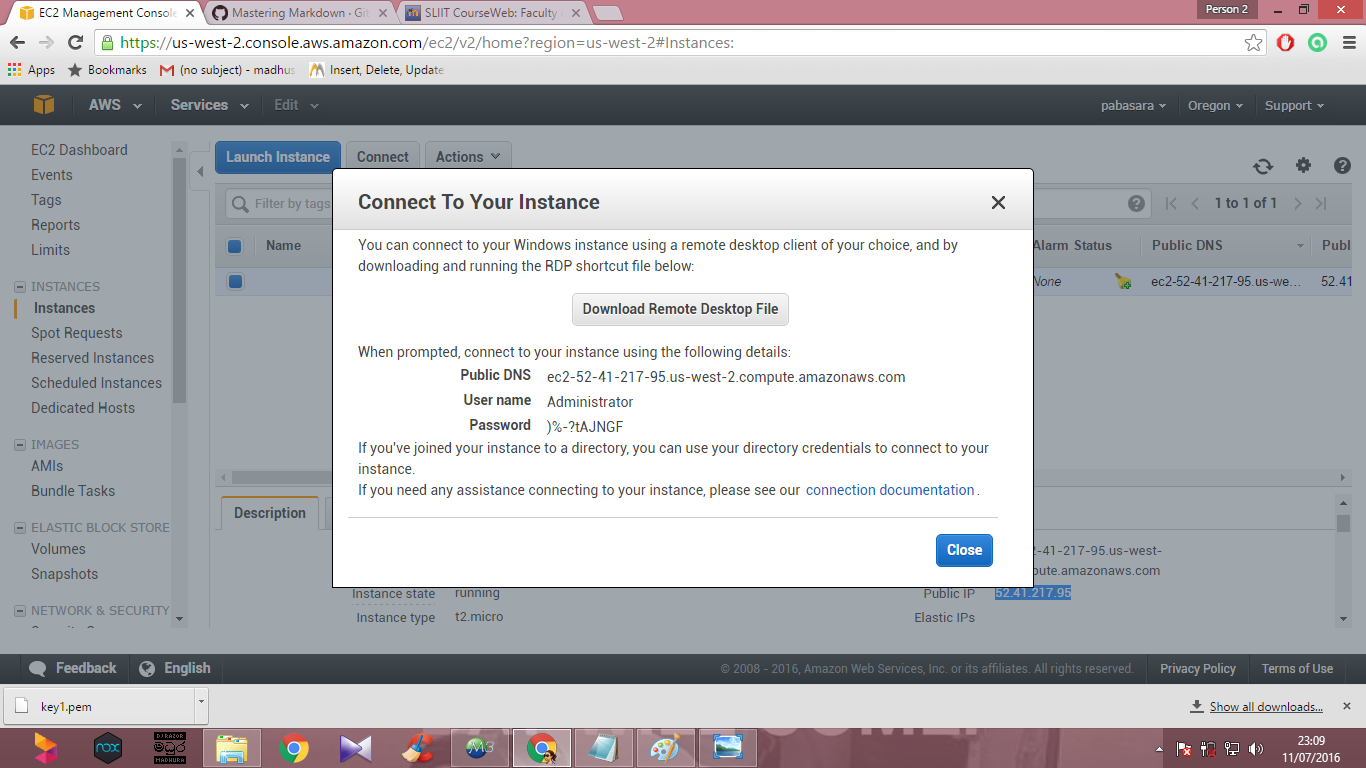 EC2 Management Console
Mastering Markdown · Git
SLIIT CourseWeb: Faculty
Person 2
https://us-west-2.console.aws.amazon.com/ec2/v2/home?region=us-west-2#Instances:
Apps
Bookmarks
(no subject) - madhus
Insert, Delete, Update
AWS
Services
Edit
pabasara
Oregon
Support
EC2 Dashboard
Events
Tags
Reports
Limits
INSTANCES
Instances
Spot Requests
Reserved Instances
Scheduled Instances
Dedicated Hosts
IMAGES
AMIs
Bundle Tasks
ELASTIC BLOCK STORE
Volumes
Snapshots
NETWORK & SECURITY
Launch Instance
Connect
Actions
Filter by tags
1 to 1 of 1
Name
Alarm Status
Public DNS
Publ
None
ec2-52-41-217-95.us-we...
52.41
Connect To Your Instance
You can connect to your Windows instance using a remote desktop client of your choice, and by
downloading and running the RDP shortcut file below:
Download Remote Desktop File
When prompted, connect to your instance using the following details:
Public DNS ec2-52-41-217-95.us-west-2.compute.amazonaws.com
User name Administrator
Password )%-?tAJNGF
If you've joined your instance to a directory, you can use your directory credentials to connect to your
instance.
If you need any assistance connecting to your instance, please see our connection documentation .
Close
Description
2-41-217-95.us-west-
pute.amazonaws.com
Instance state running
Public IP 52.41.217.95
Instance type t2.micro
Elastic IPs
Feedback
English
© 2008 - 2016, Amazon Web Services, Inc. or its affiliates. All rights reserved.
Privacy Policy
Terms of Use
key1.pem
Show all downloads...
nox
DJ RAZOR
MADHURA
M3
23:09
11/07/2016